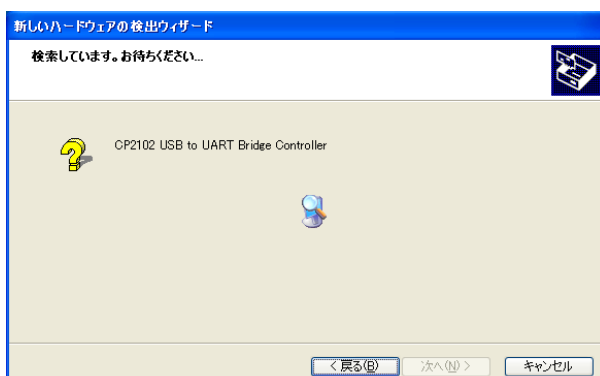 新しいハードウェアの検出ウィザード
検索しています。お待ちください...
CP2102 USB to UART Bridge Controller
< 戻る(B) 次へ(N) > キャンセル